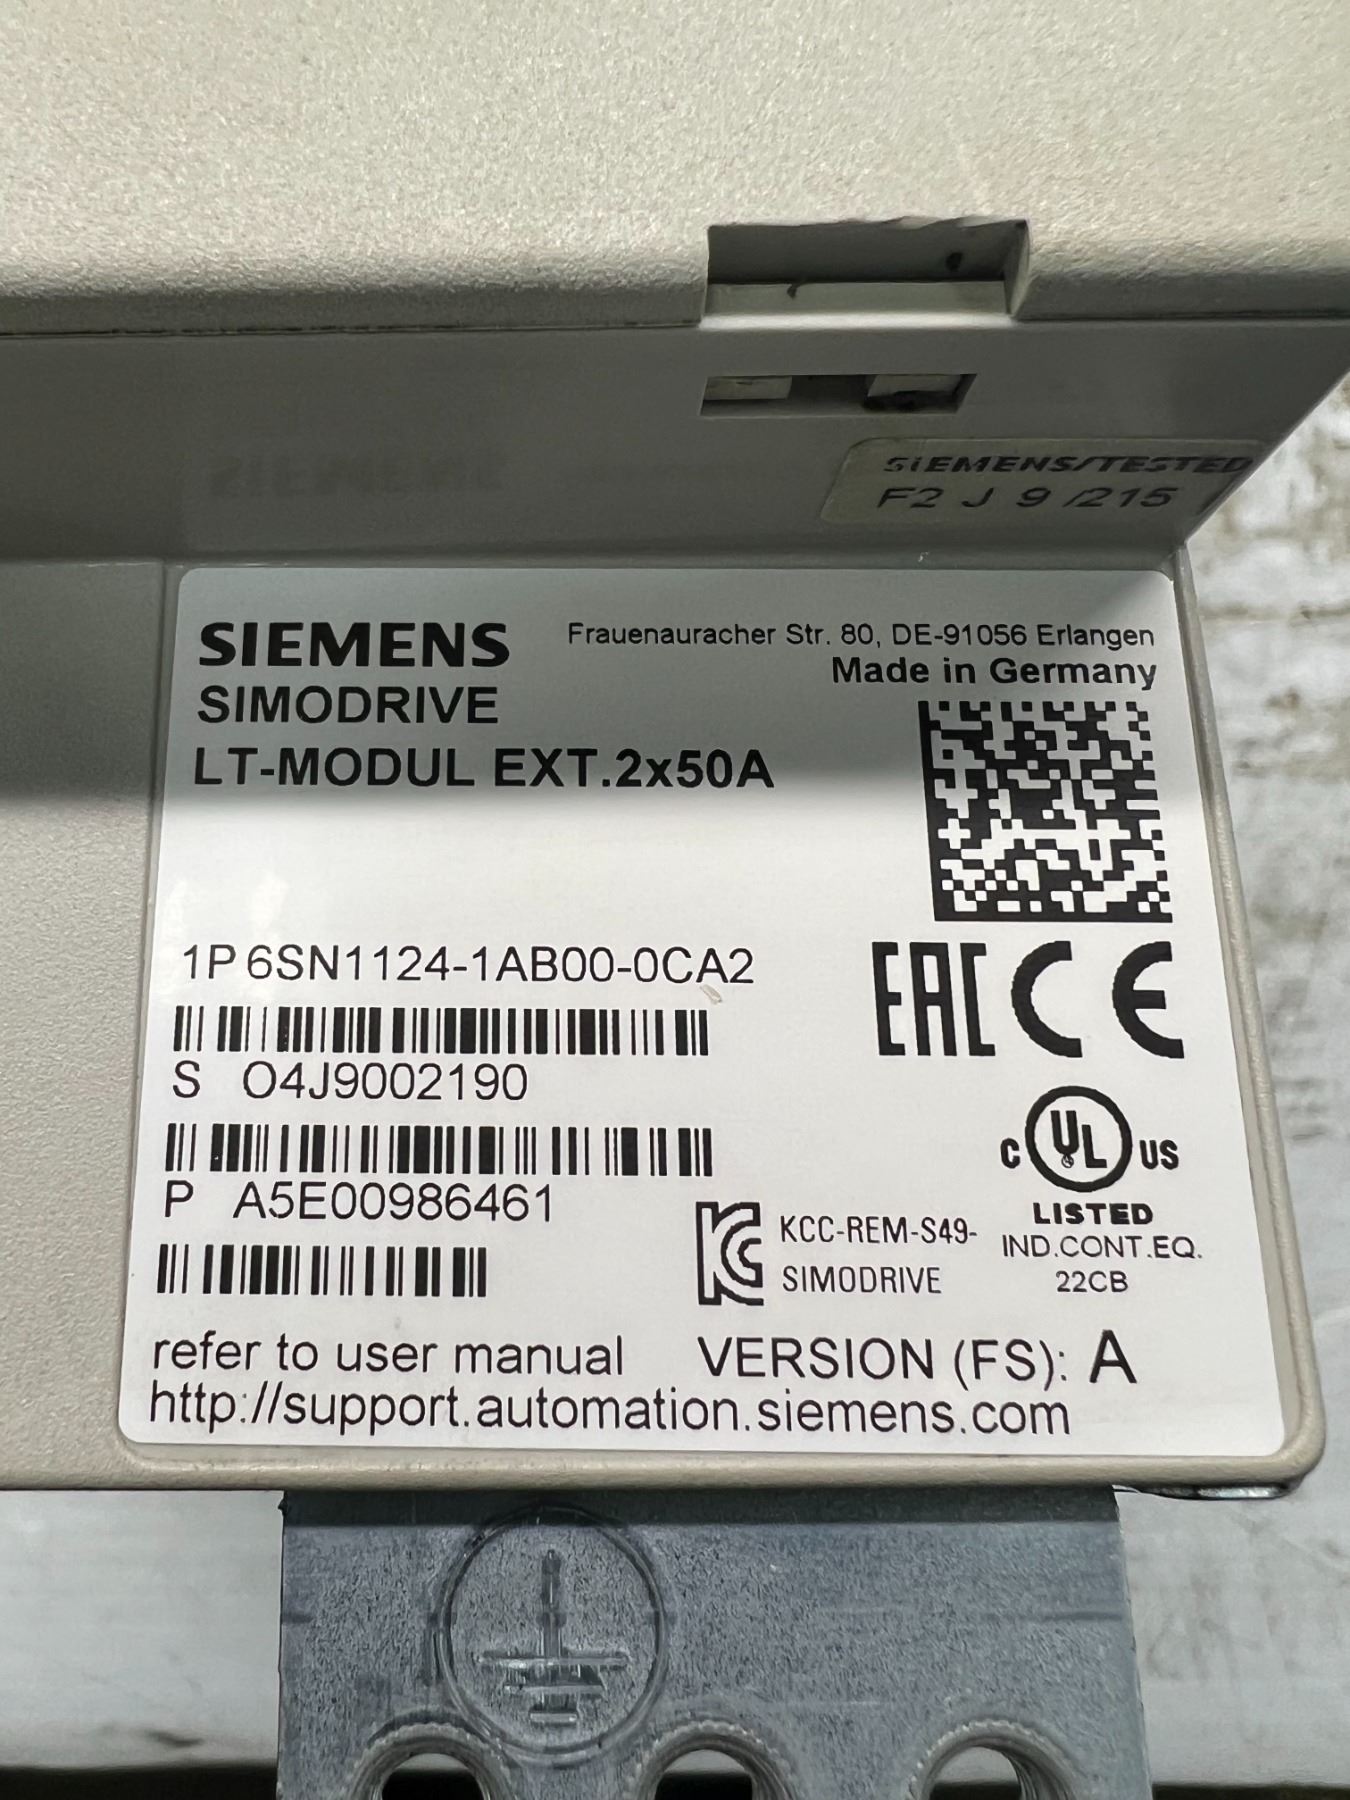 SIEMENS/TESTED
F2 J 9 /215
SIEMENS
Frauenauracher Str. 80, DE-91056 Erlangen
Made in Germany
SIMODRIVE
LT-MODUL EXT.2x50A
1P 6SN1124-1AB00-0CA2
EAC CE
S O4J9002190
C UL US
LISTED
IND.CONT.EQ.
22CB
P A5E00986461
KCC-REM-S49-
SIMODRIVE
refer to user manual VERSION (FS): A
http://support.automation.siemens.com